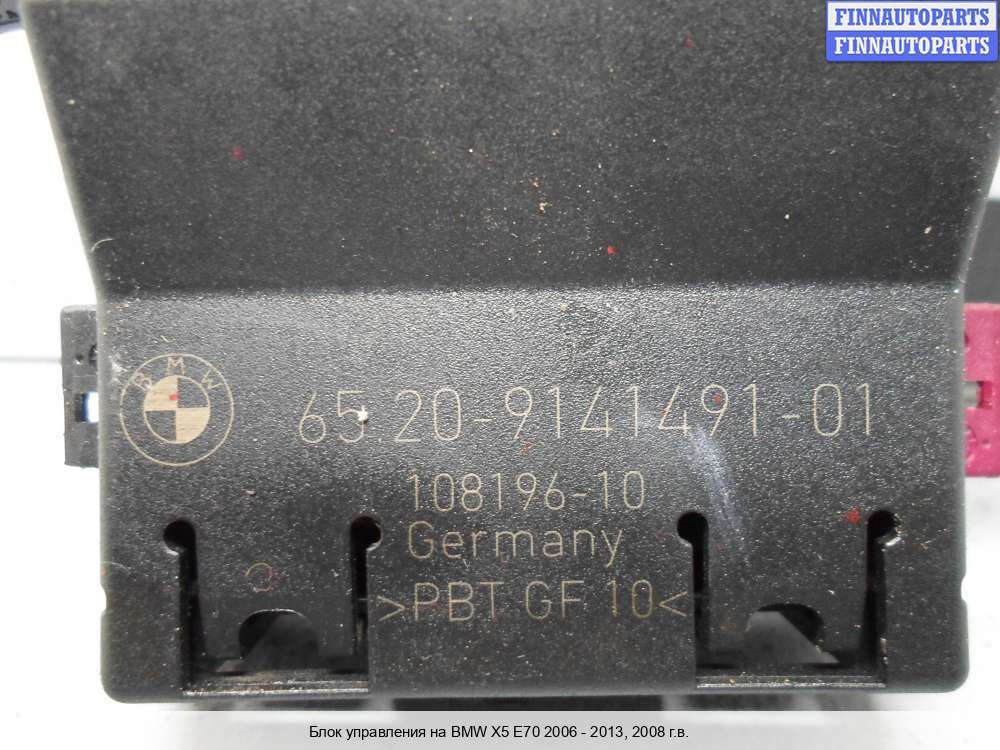 FINNAUTOPARTS
FINNAUTOPARTS
BMW
65.20-9141491-01
108196-10
Germany
>PBT GF 10<
Блок управления на BMW X5 E70 2006 - 2013, 2008 г.в.